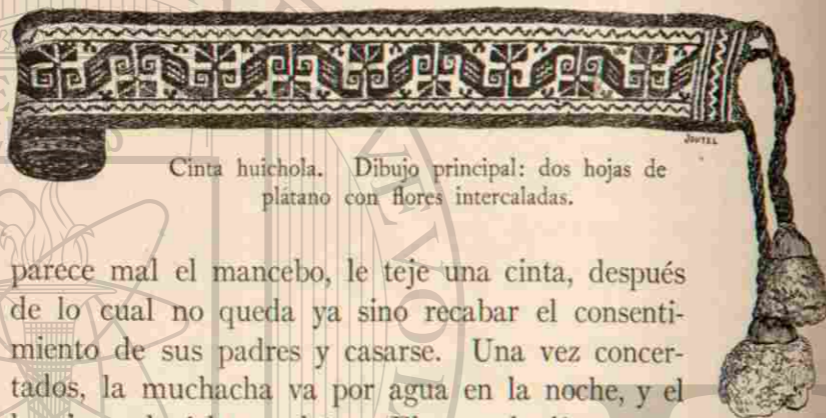 JOUTEL
Cinta huichola. Dibujo principal: dos hojas de
plátano con flores intercaladas.
parece mal el mancebo, le teje una cinta, después
de lo cual no queda ya sino recabar el consenti-
miento de sus padres y casarse. Una vez concer-
tados, la muchacha va por agua en la noche, y el